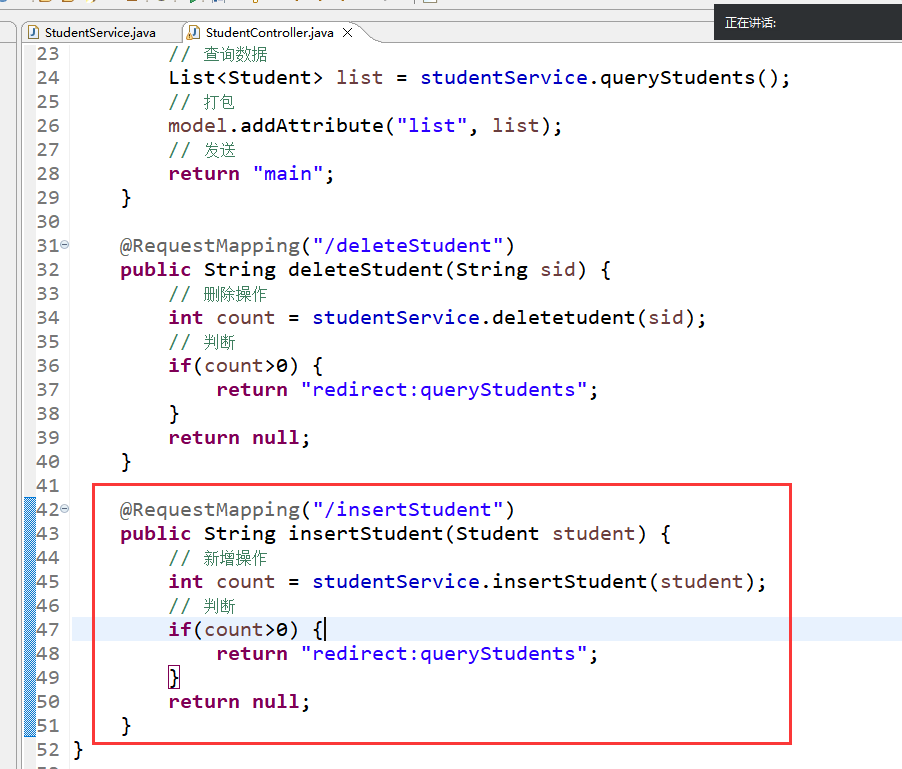 正在讲话:
StudentService.java
StudentController.java
23 // 查询数据
24 List<Student> list = studentService.queryStudents();
25 // 打包
26 model.addAttribute("list", list);
27 // 发送
28 return "main";
29 }
30
31 @RequestMapping("/deleteStudent")
32 public String deleteStudent(String sid) {
33 // 删除操作
34 int count = studentService.deletetudent(sid);
35 // 判断
36 if(count>0) {
37 return "redirect:queryStudents";
38 }
39 return null;
40 }
41
42 @RequestMapping("/insertStudent")
43 public String insertStudent(Student student) {
44 // 新增操作
45 int count = studentService.insertStudent(student);
46 // 判断
47 if(count>0) {
48 return "redirect:queryStudents";
49 }
50 return null;
51 }
52 }